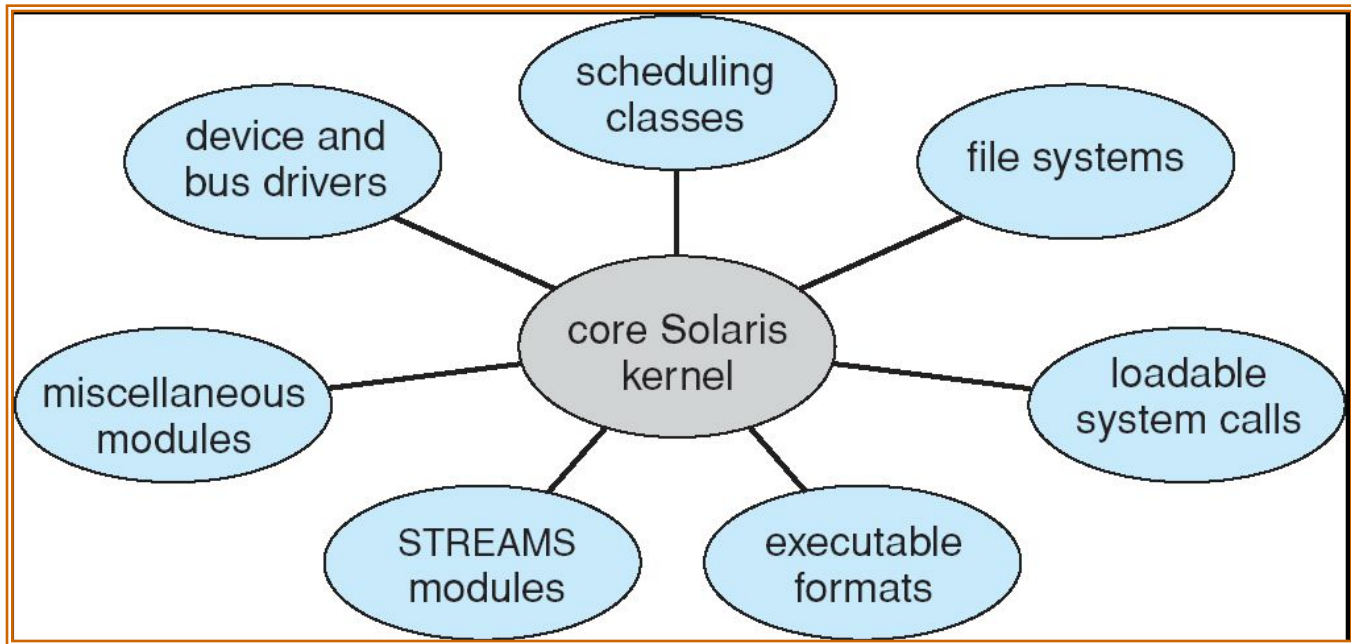 scheduling
classes
device and
bus drivers
file systems
core Solaris
kernel
miscellaneous
modules
loadable
system calls
STREAMS
modules
executable
formats